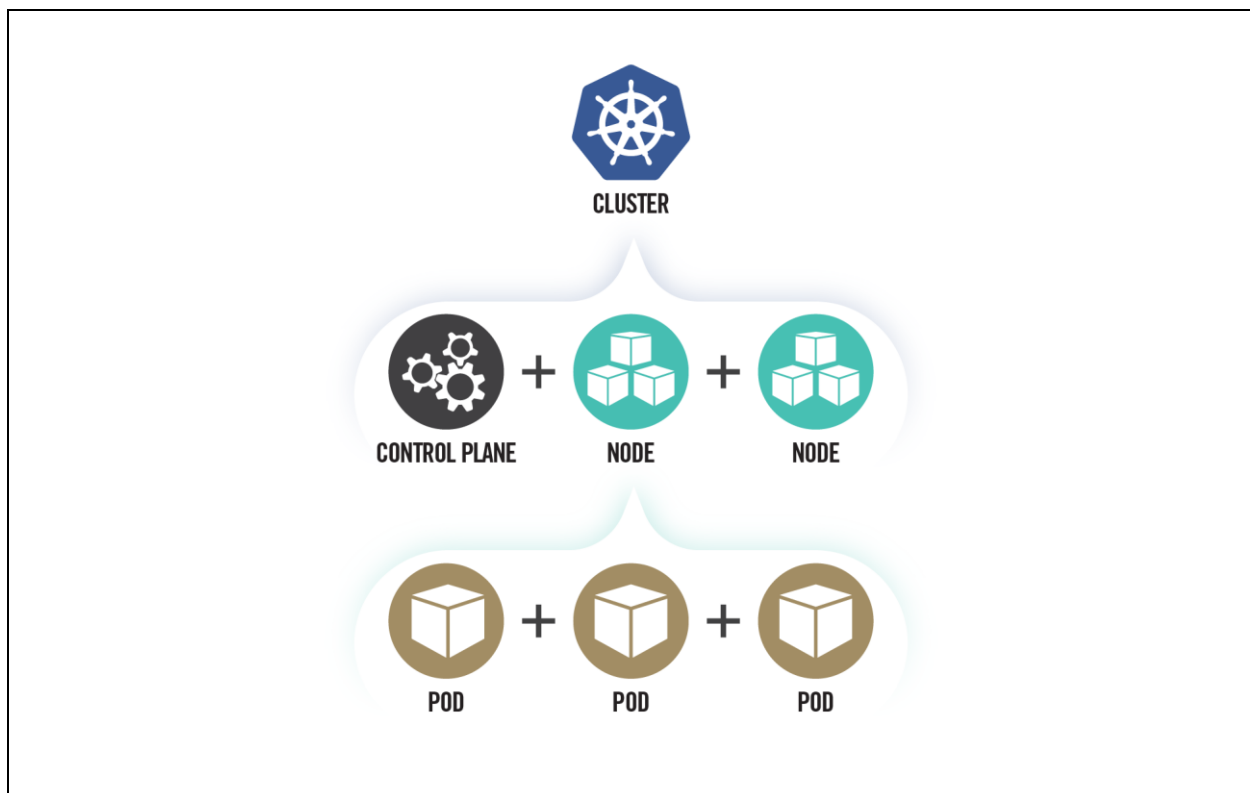 CLUSTER
CONTROL PLANE + NODE + NODE
POD + POD + POD